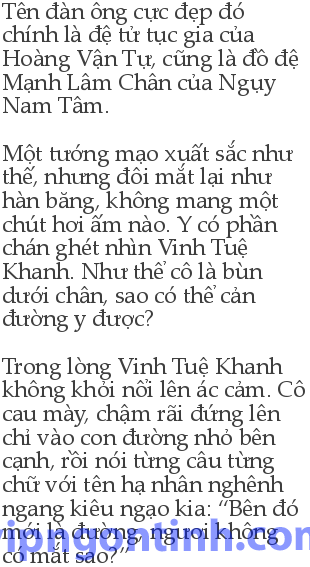 Tên đàn ông cực đẹp đó
chính là đệ tử tục gia của
Hoàng Vận Tự, cũng là đồ đệ
Mạnh Lâm Chân của Ngụy
Nam Tâm.
Một tướng mạo xuất sắc như
thế, nhưng đôi mắt lại như
hàn băng, không mang một
chút hơi ấm nào. Y có phần
chán ghét nhìn Vinh Tuệ
Khanh. Như thể cô là bùn
dưới chân, sao có thể cản
đường y được?
Trong lòng Vinh Tuệ Khanh
không khỏi nổi lên ác cảm. Cô
cau mày, chậm rãi đứng lên
chỉ vào con đường nhỏ bên
cạnh, rồi nói từng câu từng
chữ với tên hạ nhân nghênh
ngang kiêu ngạo kia: “Bên đó
mới là đường, ngươi không
có mắt sao?”
ipngontinh.com